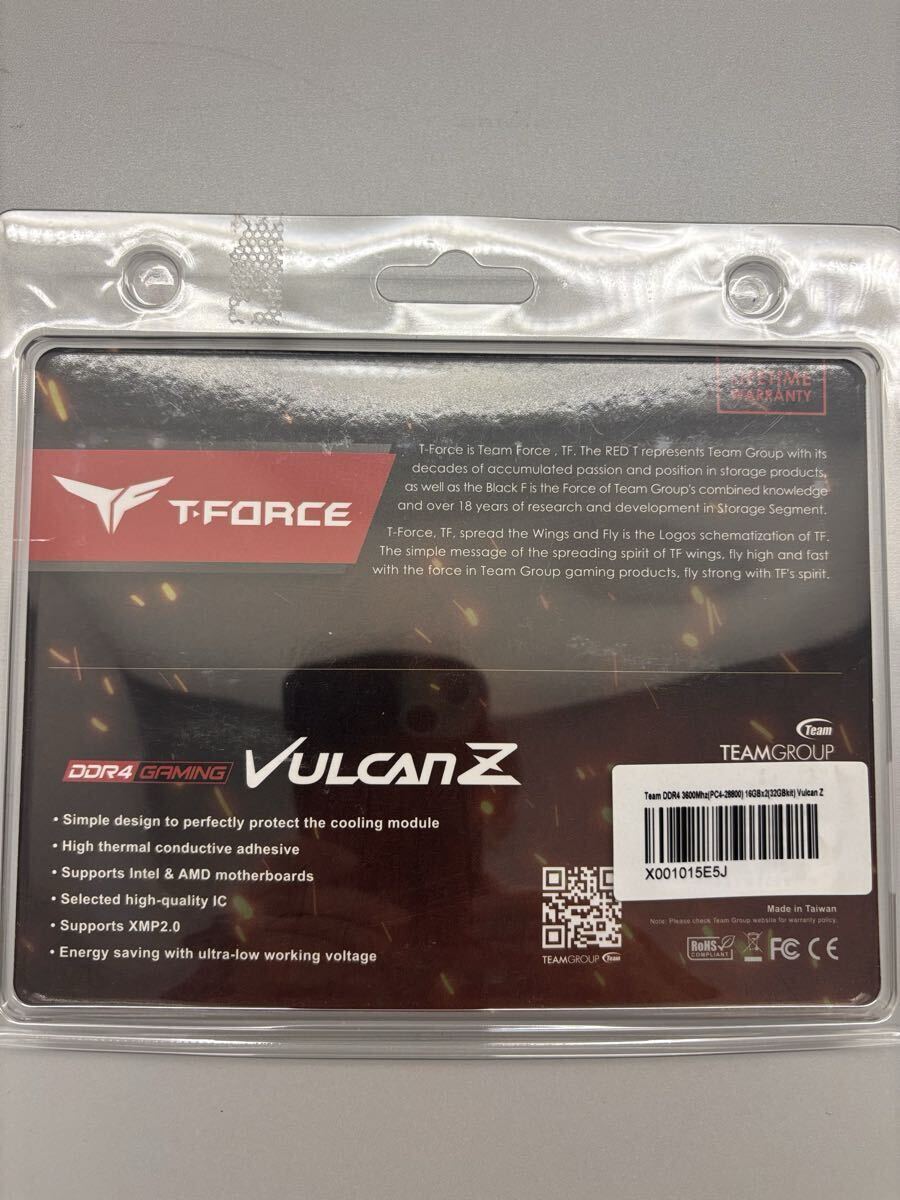 LIFETIME
WARRANTY
T-Force is Team Force , TF. The RED T represents Team Group with its
decades of accumulated passion and position in storage products,
as well as the Black F is the Force of Team Group's combined knowledge
and over 18 years of research and development in Storage Segment.
T-FORCE
T-Force, TF, spread the Wings and Fly is the Logos schematization of TF.
The simple message of the spreading spirit of TF wings, fly high and fast
with the force in Team Group gaming products, fly strong with TF's spirit.
Team
TEAMGROUP
DDR4 GAMING VULCAN Z
Team DDR4 3600Mhz(PC4-28800) 16GBx2(32GBkit) Vulcan Z
X001015E5J
• Simple design to perfectly protect the cooling module
• High thermal conductive adhesive
• Supports Intel & AMD motherboards
• Selected high-quality IC
• Supports XMP2.0
• Energy saving with ultra-low working voltage
TEAMGROUP Team
Made in Taiwan
Note: Please check Team Group website for warranty policy.
RoHS
COMPLIANT
FC CE